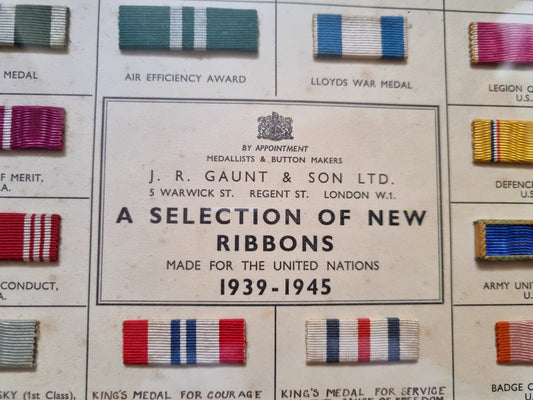 MEDAL
AIR EFFICIENCY AWARD
LLOYDS WAR MEDAL
LEGION O
U.S.
BY APPOINTMENT
MEDALLISTS & BUTTON MAKERS
J. R. GAUNT & SON LTD.
5 WARWICK ST. REGENT ST. LONDON W.1.
A SELECTION OF NEW
RIBBONS
MADE FOR THE UNITED NATIONS
1939-1945
F MERIT,
A.
DEFENC
U.S.
CONDUCT,
A.
ARMY UNI
U.S
SKY (1st Class),
KING'S MEDAL FOR COURAGE
KING'S MEDAL FOR SERVICE
BADGE O
U.S